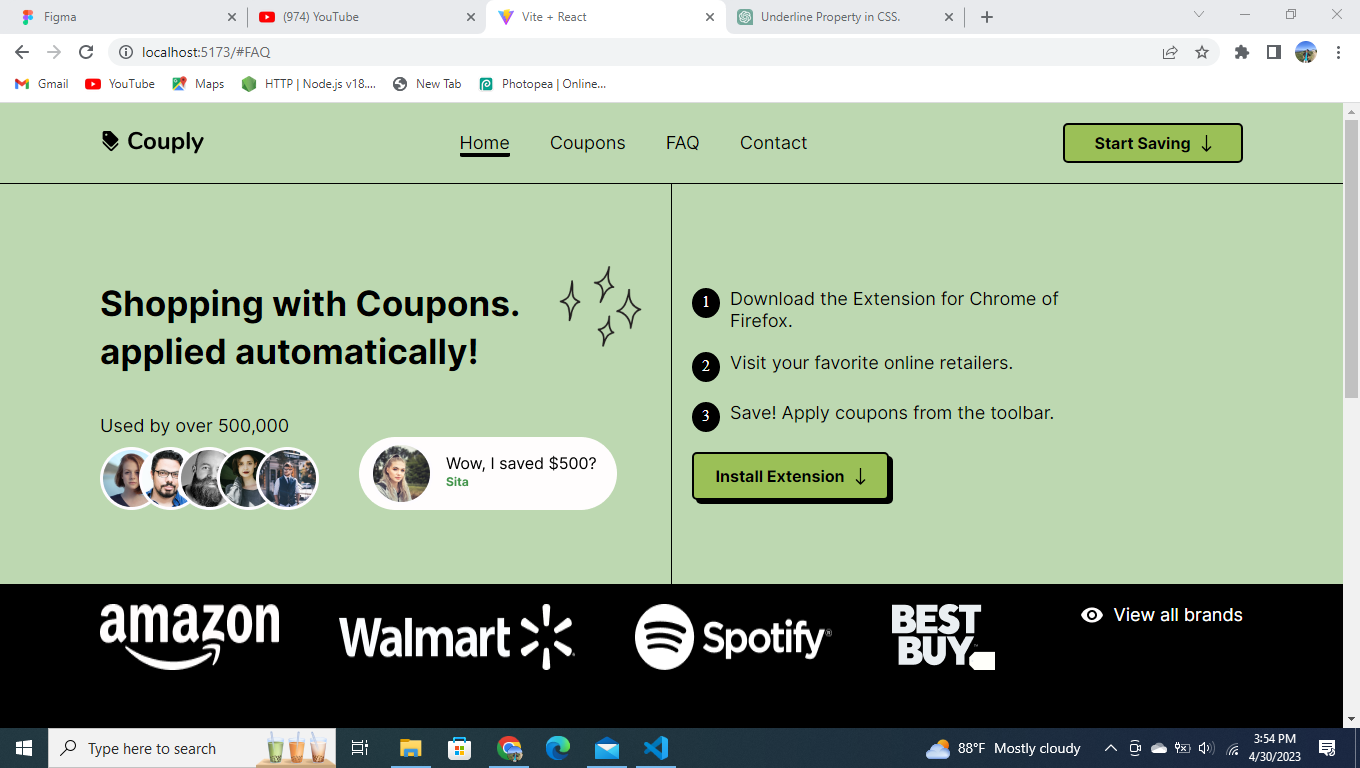 Figma
(974) YouTube
Vite + React
Underline Property in CSS.
localhost:5173/#FAQ
Gmail
YouTube
Maps
HTTP | Node.js v18....
New Tab
Photopea | Online...
Couply
Home
Coupons
FAQ
Contact
Start Saving ↓
Shopping with Coupons.
applied automatically!
Used by over 500,000
Wow, I saved $500?
Sita
1 Download the Extension for Chrome of
Firefox.
2 Visit your favorite online retailers.
3 Save! Apply coupons from the toolbar.
Install Extension ↓
amazon
Walmart
Spotify®
BEST
BUY
View all brands
Type here to search
88°F Mostly cloudy
3:54 PM
4/30/2023